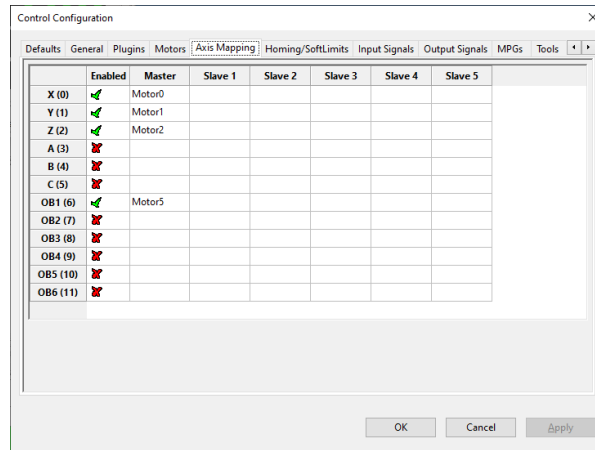 Control Configuration
Defaults General Plugins Motors Axis Mapping Homing/SoftLimits Input Signals Output Signals MPGs Tools
Enabled Master Slave 1 Slave 2 Slave 3 Slave 4 Slave 5
X (0) Motor0
Y (1) Motor1
Z (2) Motor2
A (3)
B (4)
C (5)
OB1 (6) Motor5
OB2 (7)
OB3 (8)
OB4 (9)
OB5 (10)
OB6 (11)
OK Cancel Apply